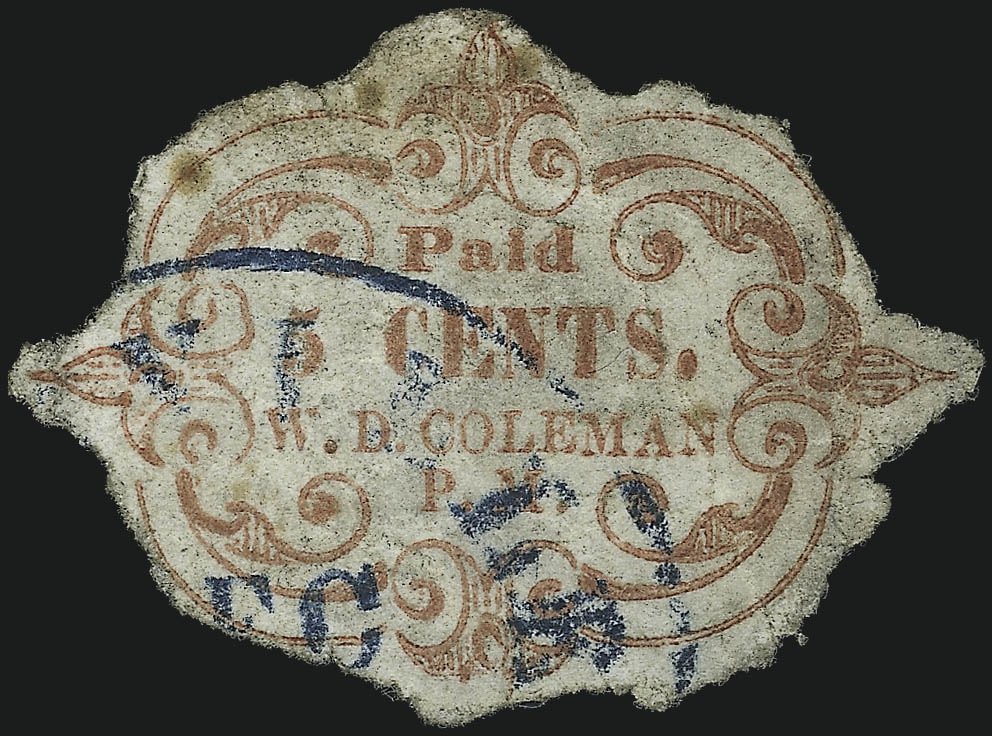 Paid
5 CENTS.
W. D. COLEMAN
P. M.